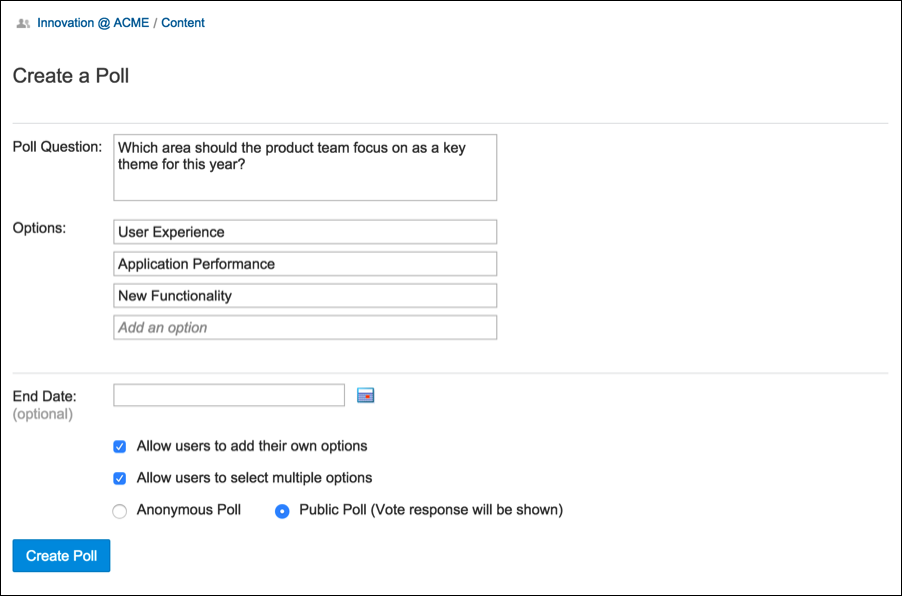 Innovation @ ACME / Content
Create a Poll
Poll Question:
Which area should the product team focus on as a key
theme for this year?
Options:
User Experience
Application Performance
New Functionality
Add an option
End Date:
(optional)
Allow users to add their own options
Allow users to select multiple options
Anonymous Poll
Public Poll (Vote response will be shown)
Create Poll